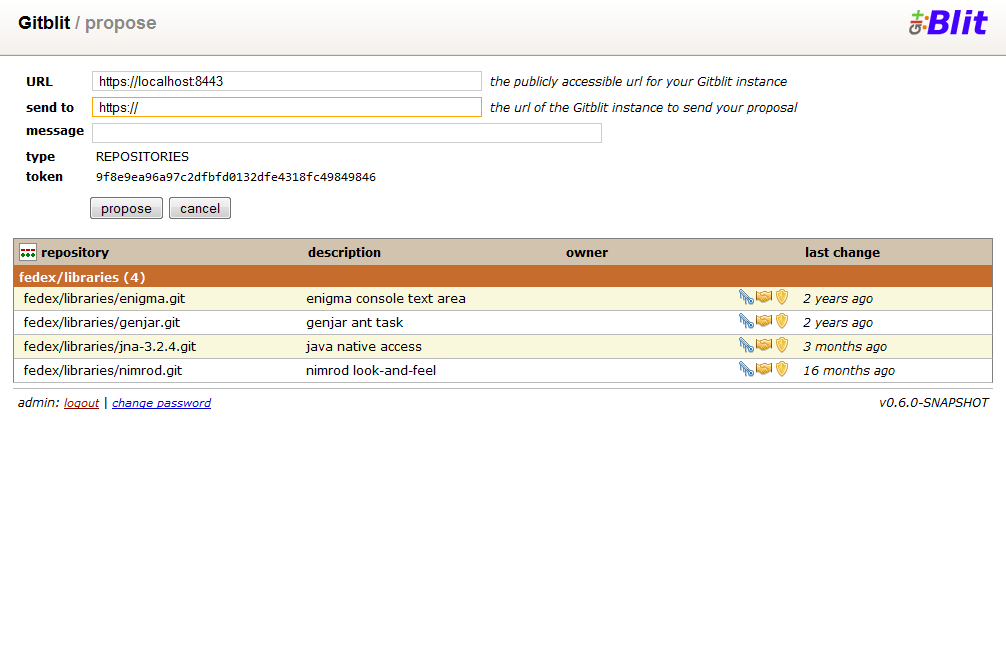 Gitblit / propose
git:Blit
URL https://localhost:8443 the publicly accessible url for your Gitblit instance
send to https:// the url of the Gitblit instance to send your proposal
message
type REPOSITORIES
token 9f8e9ea96a97c2dfbfd0132dfe4318fc49849846
propose cancel
repository description owner last change
fedex/libraries (4)
fedex/libraries/enigma.git enigma console text area 2 years ago
fedex/libraries/genjar.git genjar ant task 2 years ago
fedex/libraries/jna-3.2.4.git java native access 3 months ago
fedex/libraries/nimrod.git nimrod look-and-feel 16 months ago
admin: logout | change password v0.6.0-SNAPSHOT